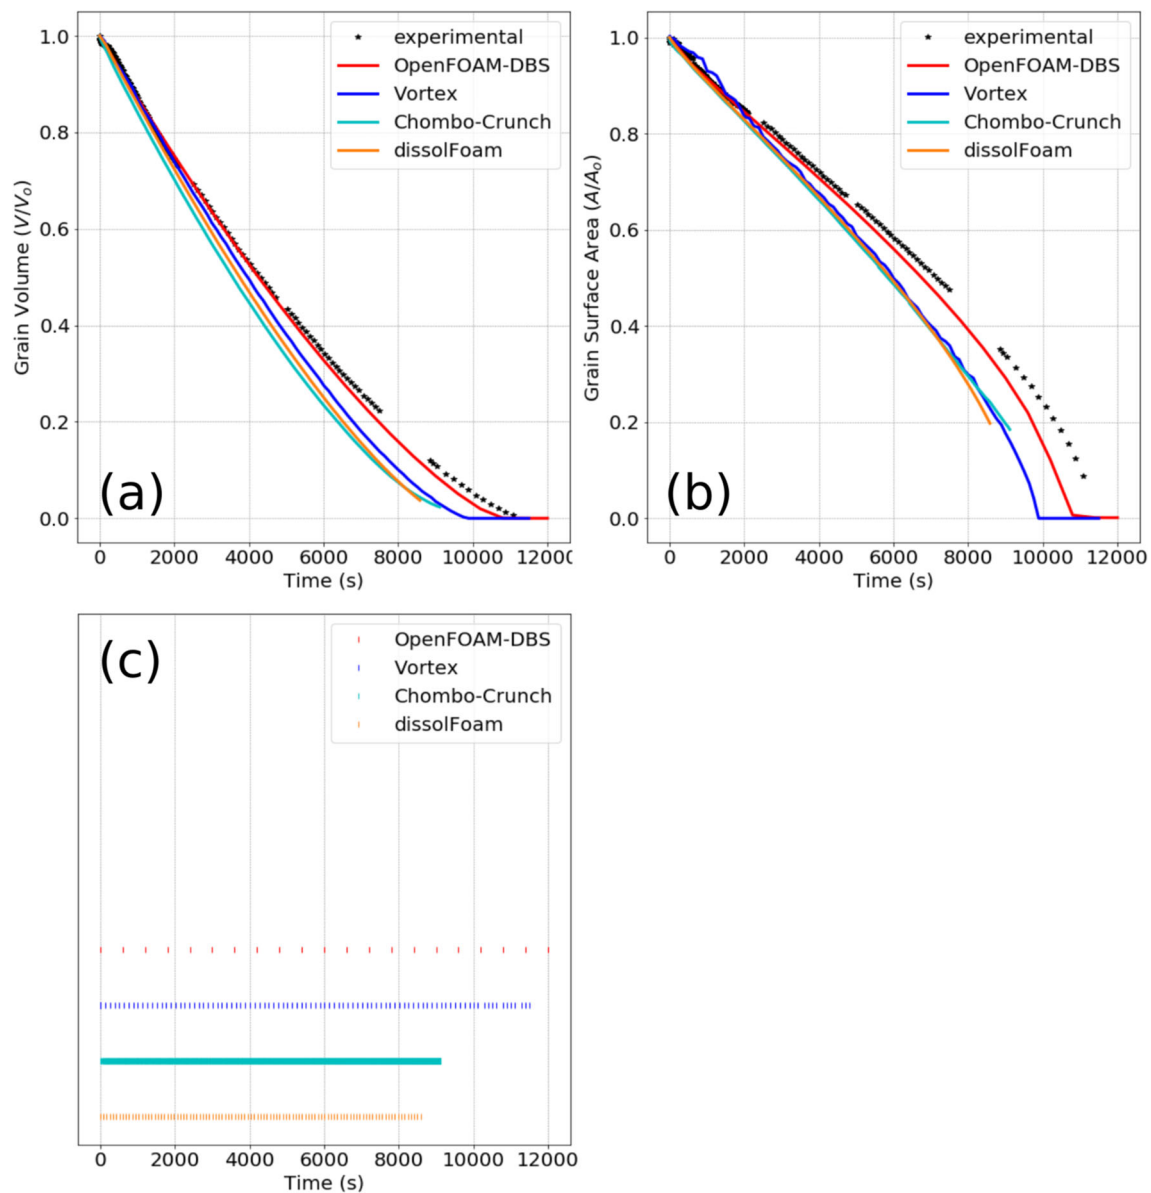 1.0
0.8
0.6
0.4
0.2
0.0
Grain Volume (V/Vo)
0 2000 4000 6000 8000 10000 1200
Time (s)
experimental
OpenFOAM-DBS
Vortex
Chombo-Crunch
dissolFoam
(a)
1.0
0.8
0.6
0.4
0.2
0.0
Grain Surface Area (A/Ao)
0 2000 4000 6000 8000 10000 12000
Time (s)
experimental
OpenFOAM-DBS
Vortex
Chombo-Crunch
dissolFoam
(b)
(c)
OpenFOAM-DBS
Vortex
Chombo-Crunch
dissolFoam
0 2000 4000 6000 8000 10000 12000
Time (s)